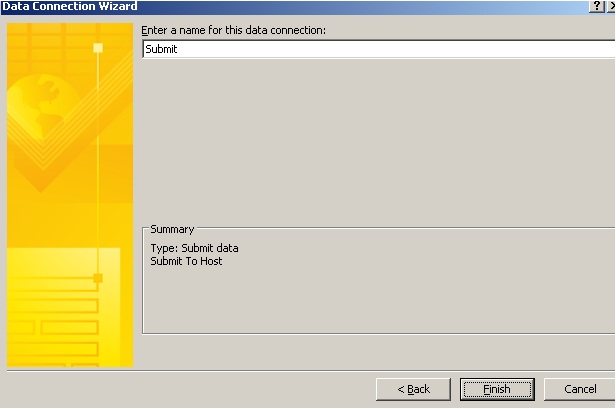 Data Connection Wizard
Enter a name for this data connection:
Submit
Summary
Type: Submit data
Submit To Host
< Back
Finish
Cancel